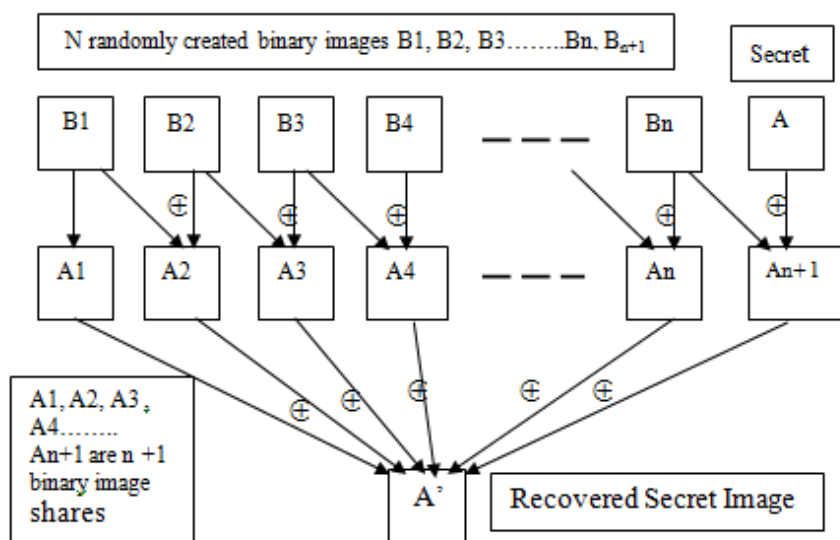 N randomly created binary images B1, B2, B3........Bn, Bn+1
Secret
B1 B2 B3 B4 Bn A
⊕ ⊕ ⊕ ⊕ ⊕
A1 A2 A3 A4 An An+1
⊕ ⊕ ⊕ ⊕ ⊕
A1, A2, A3 ,
A4........
An+1 are n +1
binary image
shares
A’
Recovered Secret Image